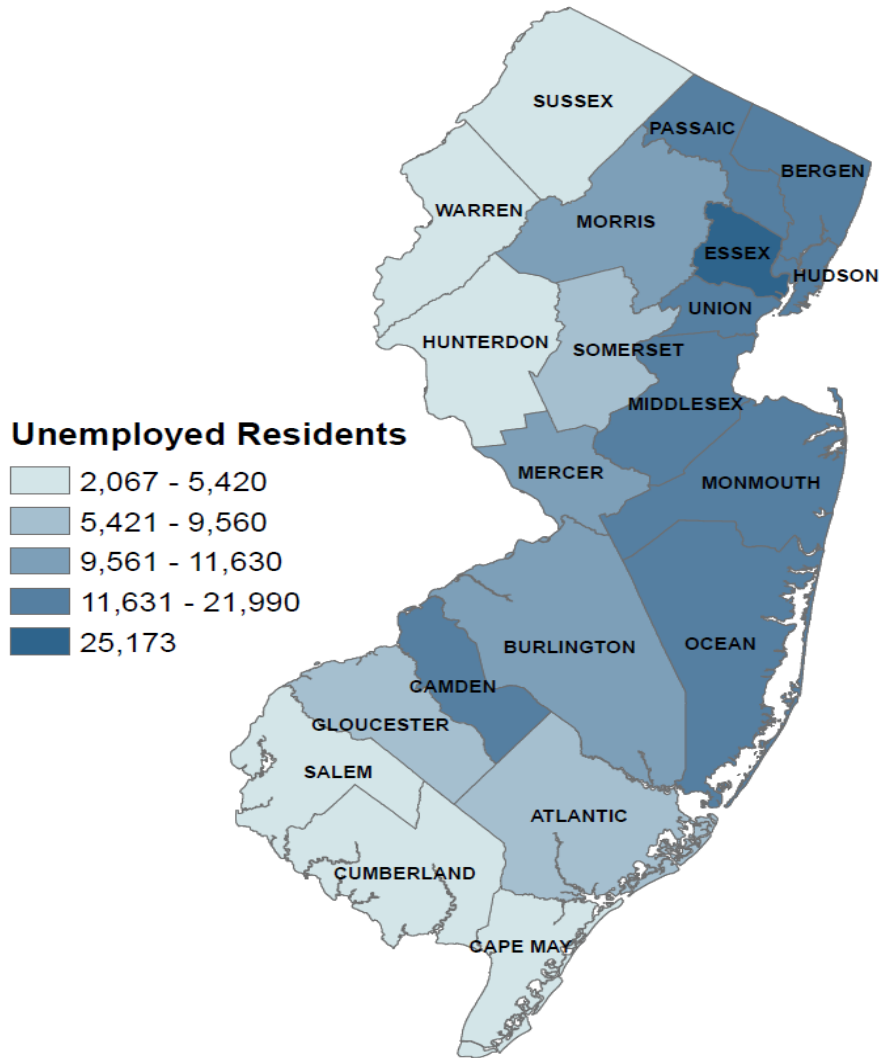 SUSSEX
PASSAIC
BERGEN
WARREN
MORRIS
ESSEX
HUDSON
UNION
HUNTERDON
SOMERSET
MIDDLESEX
Unemployed Residents
2,067 - 5,420
5,421 - 9,560
9,561 - 11,630
11,631 - 21,990
25,173
MERCER
MONMOUTH
OCEAN
BURLINGTON
CAMDEN
GLOUCESTER
SALEM
ATLANTIC
CUMBERLAND
CAPE MAY